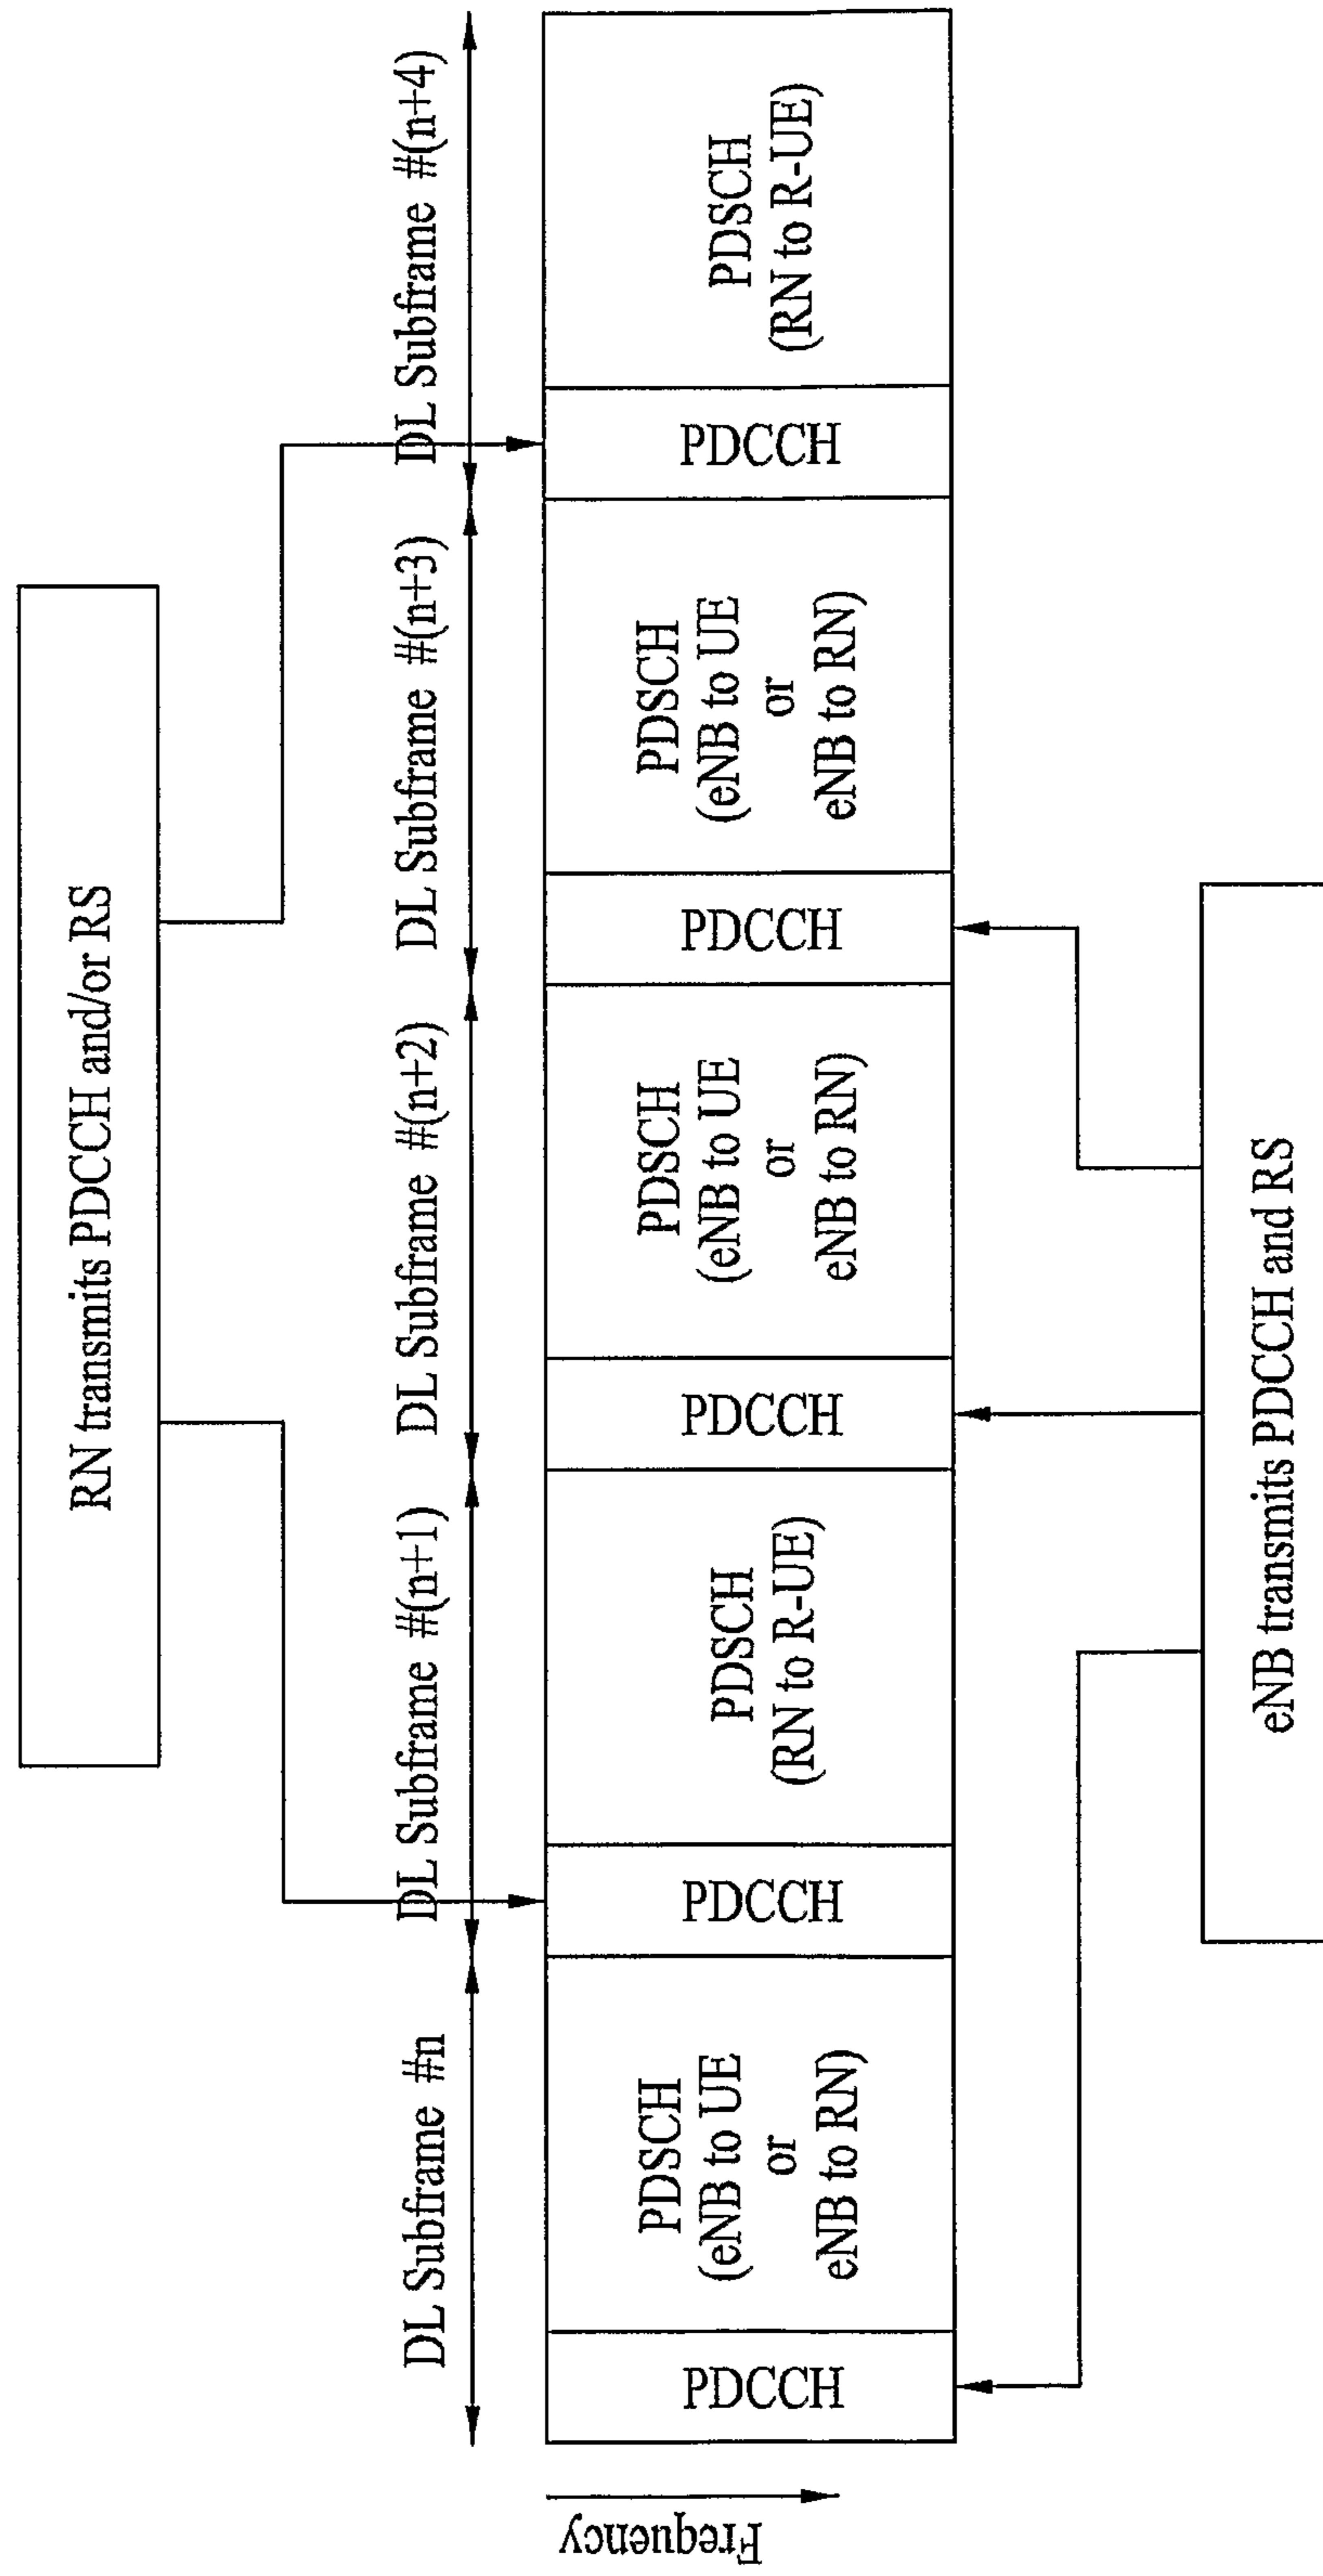 RN transmits PDCCH and/or RS
DL Subframe #n
DL Subframe #(n+1)
DL Subframe #(n+2)
DL Subframe #(n+3)
DL Subframe #(n+4)
Frequency
PDCCH
PDSCH
(eNB to UE
or
eNB to RN)
PDCCH
PDSCH
(RN to R-UE)
PDCCH
PDSCH
(eNB to UE
or
eNB to RN)
PDCCH
PDSCH
(eNB to UE
or
eNB to RN)
PDCCH
PDSCH
(RN to R-UE)
eNB transmits PDCCH and RS